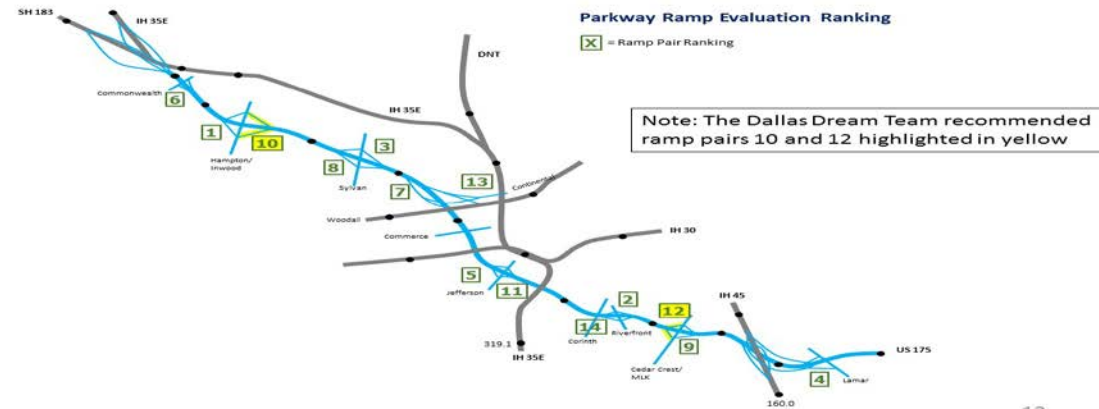 SH 183
IH 35E
Parkway Ramp Evaluation Ranking
X = Ramp Pair Ranking
DNT
Commonwealth
6
IH 35E
Note: The Dallas Dream Team recommended
ramp pairs 10 and 12 highlighted in yellow
1
10
Hampton/
Inwood
3
8
Sylvan
7
13
Continental
Woodall
Commerce
IH 30
5
Jefferson
11
2
12
IH 45
14
Corinth
Riverfront
9
319.1
IH 35E
Cedar Crest/
MLK
US 175
4
Lamar
160.0